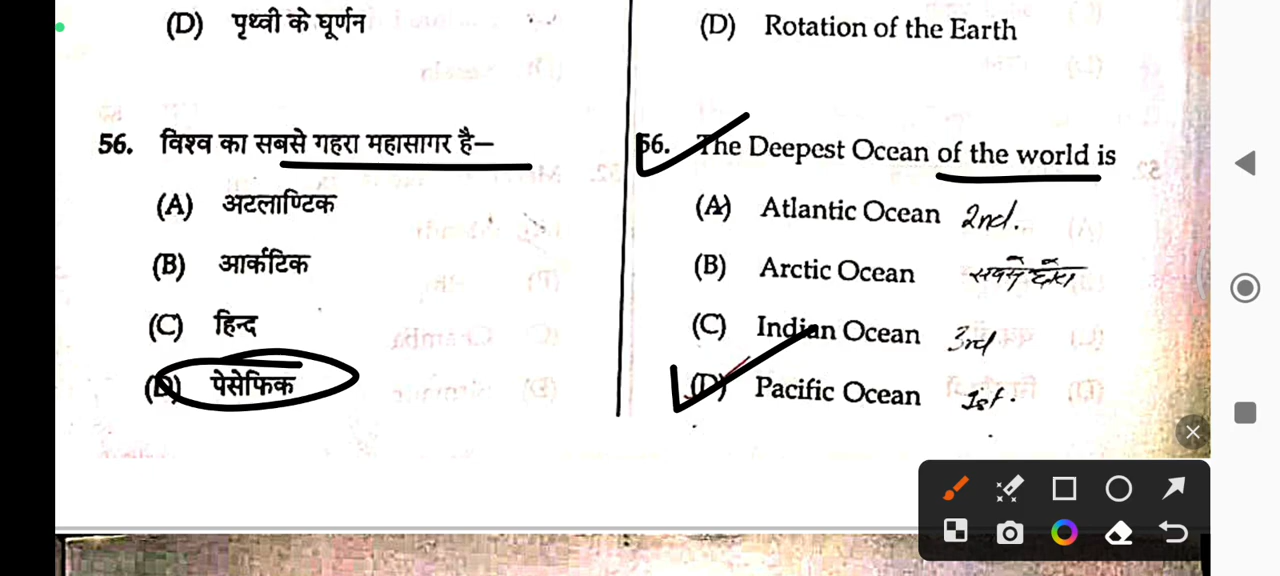 (D) पृथ्वी के घूर्णन
56. विश्व का सबसे गहरा महासागर है—
(A) अटलाण्टिक
(B) आर्कटिक
(C) हिन्द
(D) पेसेफिक
(D) Rotation of the Earth
56. The Deepest Ocean of the world is
(A) Atlantic Ocean 2nd.
(B) Arctic Ocean सबसे छोटा
(C) Indian Ocean 3rd
(D) Pacific Ocean 1st.